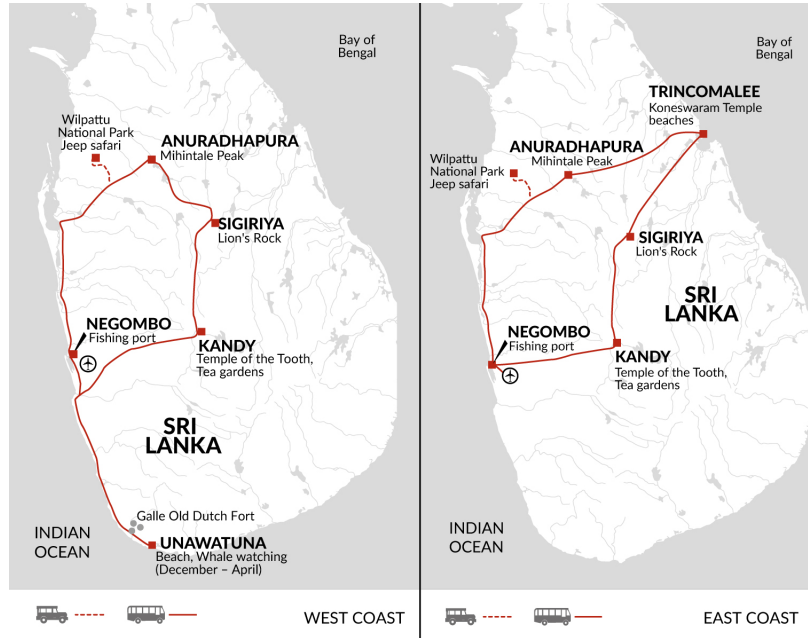 Bay of
Bengal
Wilpattu
National Park
Jeep safari
ANURADHAPURA
Mihintale Peak
SIGIRIYA
Lion's Rock
NEGOMBO
Fishing port
KANDY
Temple of the Tooth,
Tea gardens
SRI
LANKA
Galle Old Dutch Fort
INDIAN
OCEAN
UNAWATUNA
Beach, Whale watching
(December – April)
WEST COAST
Bay of
Bengal
TRINCOMALEE
Koneswaram Temple
beaches
ANURADHAPURA
Mihintale Peak
Wilpattu
National Park
Jeep safari
SIGIRIYA
Lion's Rock
SRI
LANKA
NEGOMBO
Fishing port
KANDY
Temple of the Tooth,
Tea gardens
INDIAN
OCEAN
EAST COAST